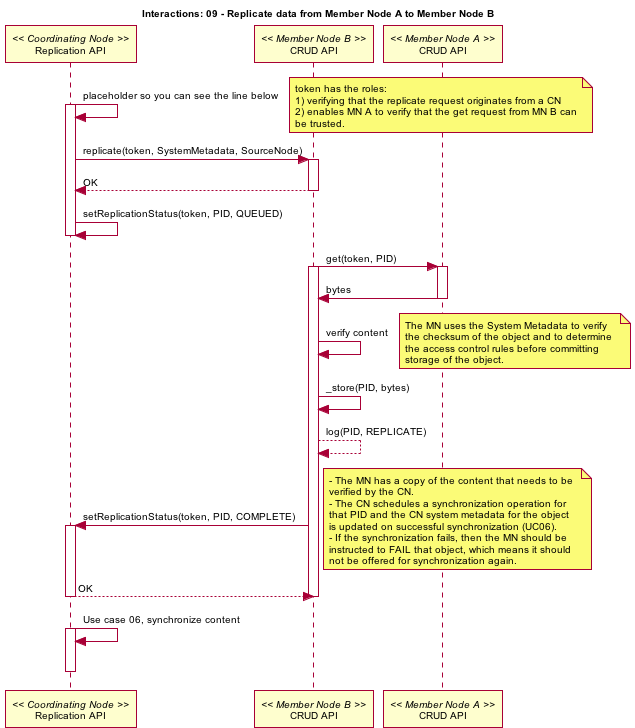 Interactions: 09 - Replicate data from Member Node A to Member Node B
<< Coordinating Node >>
Replication API
<< Member Node B >>
CRUD API
<< Member Node A >>
CRUD API
placeholder so you can see the line below
token has the roles:
1) verifying that the replicate request originates from a CN
2) enables MN A to verify that the get request from MN B can
be trusted.
replicate(token, SystemMetadata, SourceNode)
OK
setReplicationStatus(token, PID, QUEUED)
get(token, PID)
bytes
verify content
The MN uses the System Metadata to verify
the checksum of the object and to determine
the access control rules before committing
storage of the object.
_store(PID, bytes)
log(PID, REPLICATE)
- The MN has a copy of the content that needs to be
verified by the CN.
- The CN schedules a synchronization operation for
that PID and the CN system metadata for the object
is updated on successful synchronization (UC06).
- If the synchronization fails, then the MN should be
instructed to FAIL that object, which means it should
not be offered for synchronization again.
setReplicationStatus(token, PID, COMPLETE)
OK
Use case 06, synchronize content
<< Coordinating Node >>
Replication API
<< Member Node B >>
CRUD API
<< Member Node A >>
CRUD API